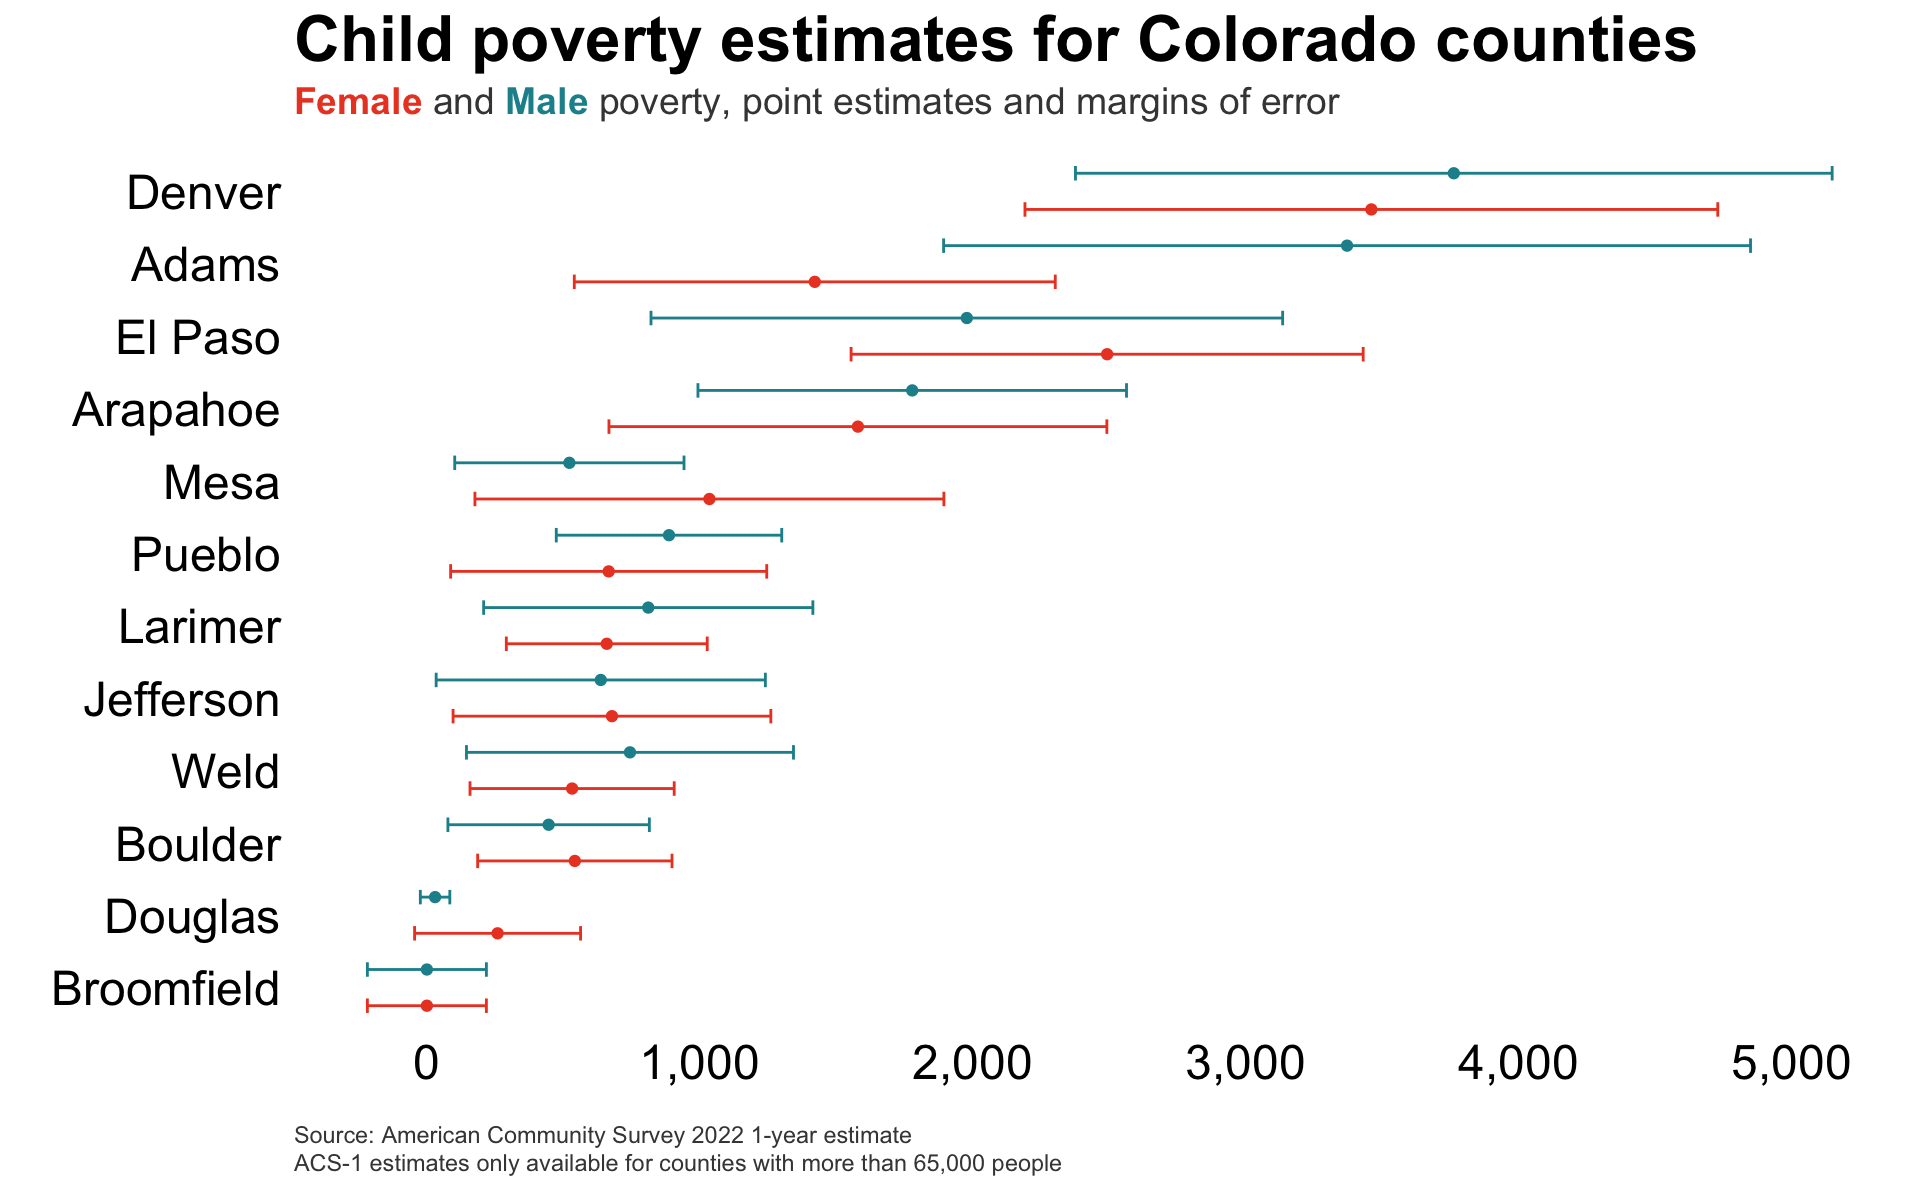 Child poverty estimates for Colorado counties
Female and Male poverty, point estimates and margins of error
Denver
Adams
El Paso
Arapahoe
Mesa
Pueblo
Larimer
Jefferson
Weld
Boulder
Douglas
Broomfield
0 1,000 2,000 3,000 4,000 5,000
Source: American Community Survey 2022 1-year estimate
ACS-1 estimates only available for counties with more than 65,000 people